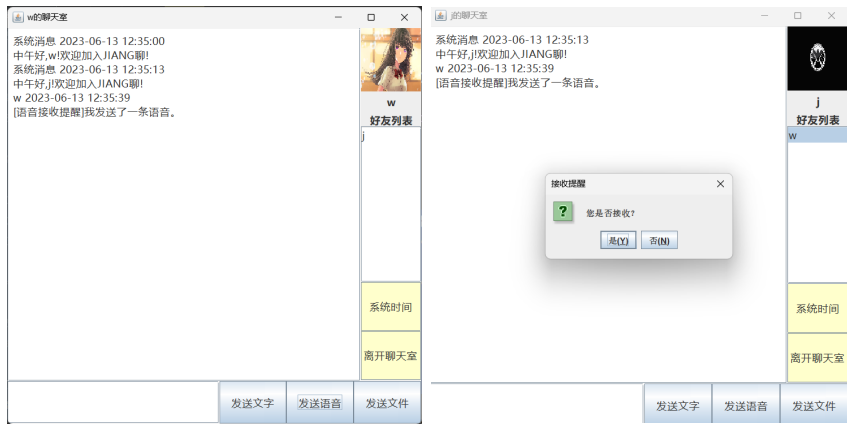 w的聊天室
系统消息 2023-06-13 12:35:00
中午好,w!欢迎加入JIANG聊!
系统消息 2023-06-13 12:35:13
中午好,j!欢迎加入JIANG聊!
w 2023-06-13 12:35:39
[语音接收提醒]我发送了一条语音。
w
好友列表
j
系统时间
离开聊天室
发送文字
发送语音
发送文件
j的聊天室
系统消息 2023-06-13 12:35:13
中午好,j!欢迎加入JIANG聊!
w 2023-06-13 12:35:39
[语音接收提醒]我发送了一条语音。
j
好友列表
w
接收提醒
您是否接收?
是(Y)
否(N)
系统时间
离开聊天室
发送文字
发送语音
发送文件